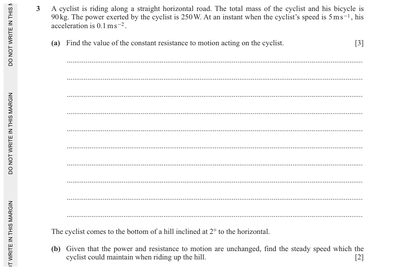 3 A cyclist is riding along a straight horizontal road. The total mass of the cyclist and his bicycle is
90 kg. The power exerted by the cyclist is 250 W. At an instant when the cyclist's speed is 5 m s⁻¹, his
acceleration is 0.1 m s⁻².
(a) Find the value of the constant resistance to motion acting on the cyclist. [3]
The cyclist comes to the bottom of a hill inclined at 2° to the horizontal.
(b) Given that the power and resistance to motion are unchanged, find the steady speed which the
cyclist could maintain when riding up the hill. [2]
DO NOT WRITE IN THIS M
DO NOT WRITE IN THIS MARGIN
IT WRITE IN THIS MARGIN